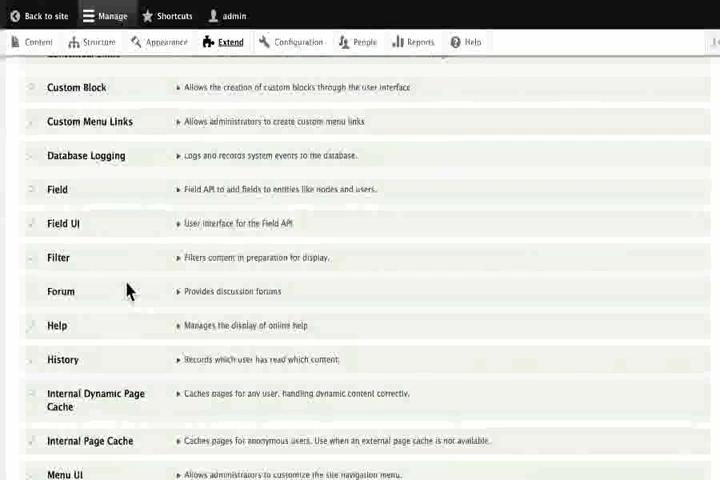 Back to site Manage Shortcuts admin
Content Structure Appearance Extend Configuration People Reports Help
Custom Block Allows the creation of custom blocks through the user interface
Custom Menu Links Allows administrators to create custom menu links
Database Logging Logs and records system events to the database.
Field Field API to add fields to entities like nodes and users.
Field UI User interface for the Field API
Filter Filters content in preparation for display.
Forum Provides discussion forums
Help Manages the display of online help
History Records which user has read which content.
Internal Dynamic Page Caches pages for any user, handling dynamic content correctly.
Cache
Internal Page Cache Caches pages for anonymous users. Use when an external page cache is not available.
Menu UI Allows administrators to customize the site navigation menu.